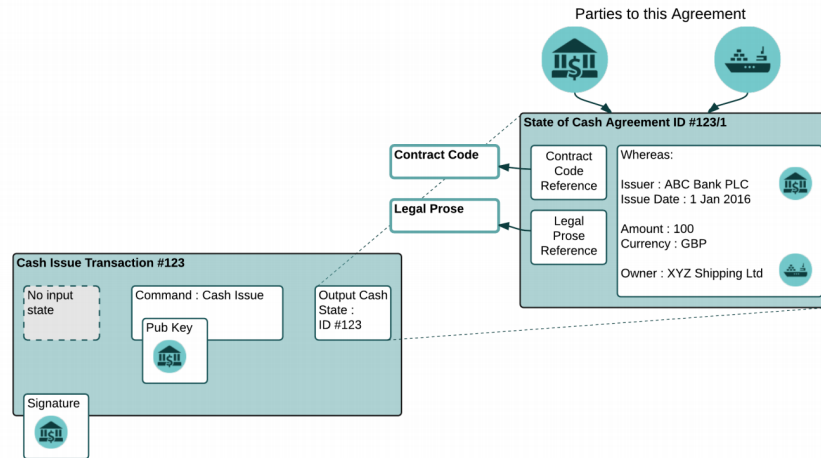 Parties to this Agreement
State of Cash Agreement ID #123/1
Contract Code
Contract
Code
Reference
Whereas:
Issuer : ABC Bank PLC
Issue Date : 1 Jan 2016
Legal Prose
Legal
Prose
Reference
Amount : 100
Currency : GBP
Owner : XYZ Shipping Ltd
Cash Issue Transaction #123
No input
state
Command : Cash Issue
Pub Key
Output Cash
State :
ID #123
Signature